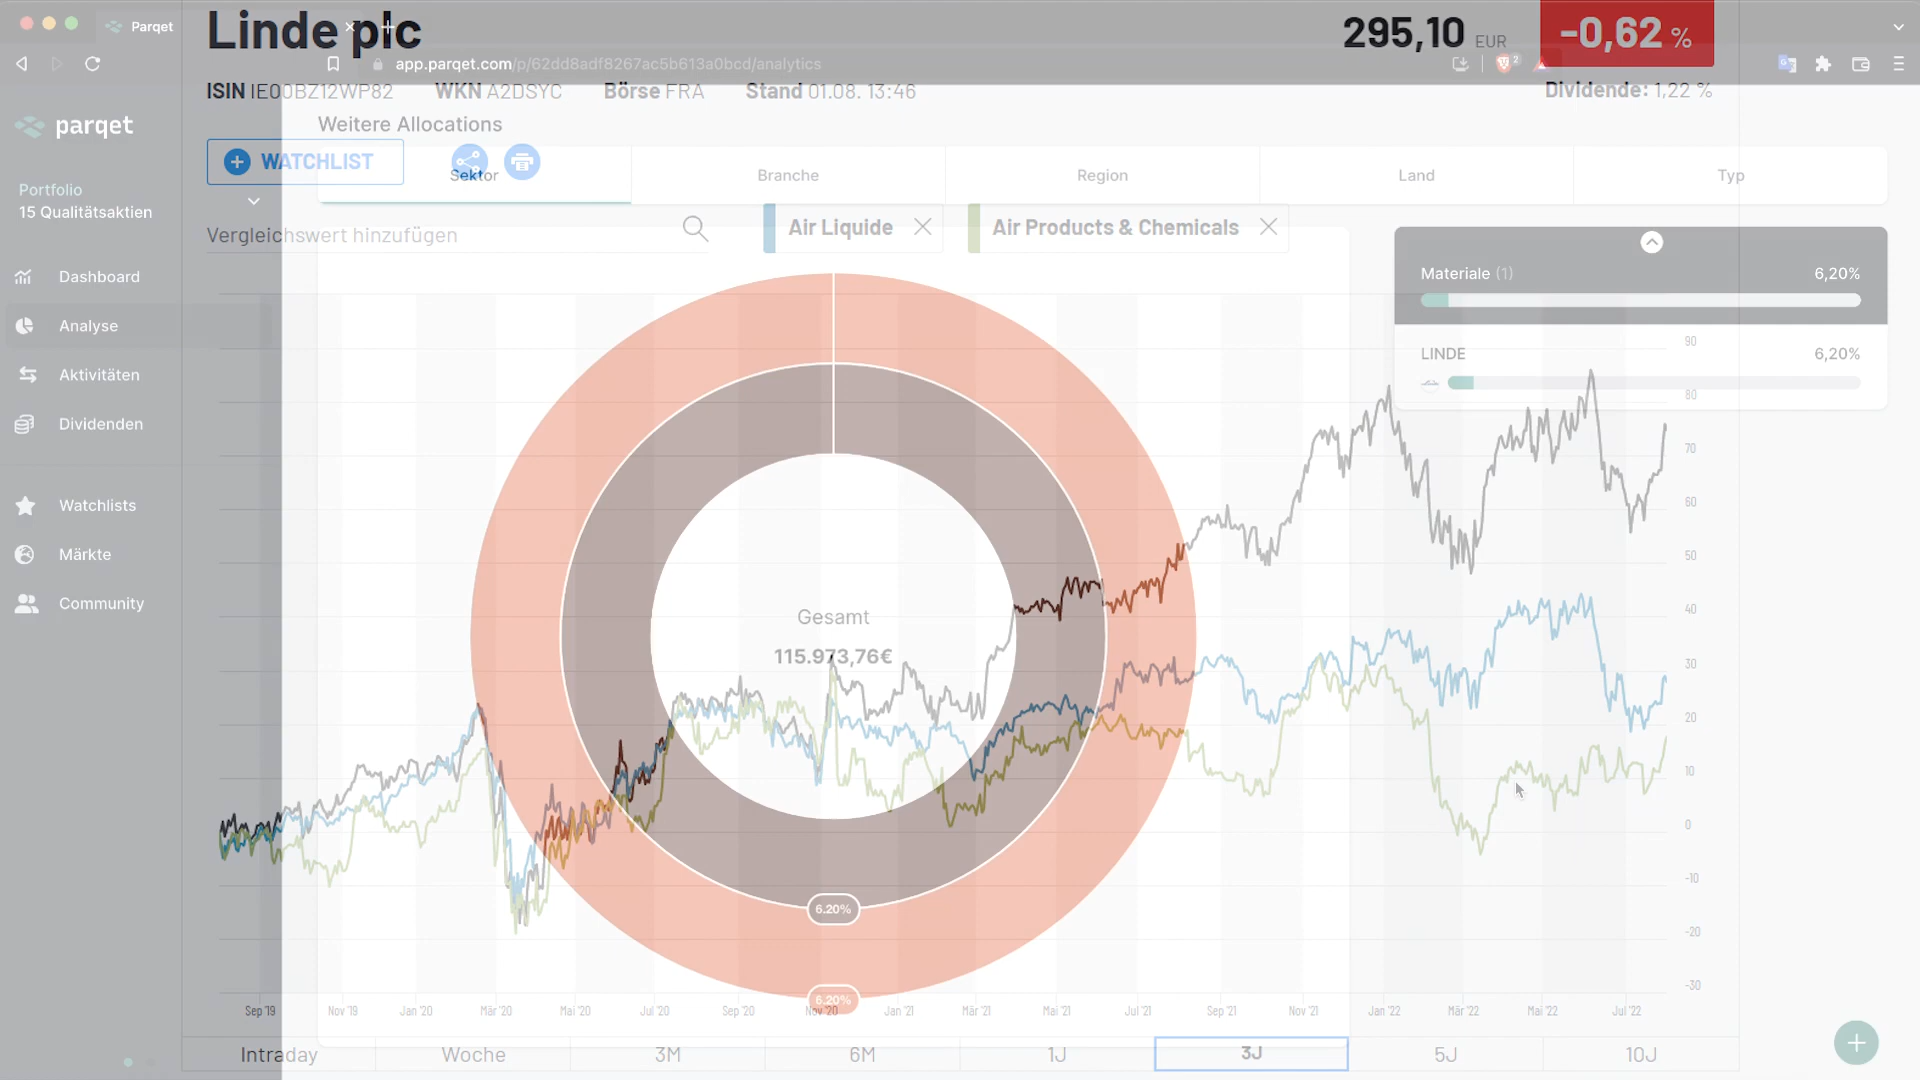 Parqet
Linde plc
295,10 EUR
-0,62 %
app.parqet.com/p/62dd8adf8267ac5b613a0bcd/analytics
2
ISIN IE00BZ12WP82 WKN A2DSYC Börse FRA Stand 01.08. 13:46
Dividende: 1,22 %
parqet
Weitere Allocations
WATCHLIST
Sektor Branche Region Land Typ
Portfolio
15 Qualitätsaktien
Vergleichswert hinzufügen
Air Liquide
Air Products & Chemicals
Dashboard
Analyse
Aktivitäten
Dividenden
Watchlists
Märkte
Community
Materiale (1) 6,20%
LINDE 6,20%
Gesamt
115.973,76€
6.20%
6.20%
90
80
70
60
50
40
30
20
10
0
-10
-20
-30
Sep '19 Nov '19 Jan '20 Mär '20 Mai '20 Jul '20 Sep '20 Nov '20 Jan '21 Mär '21 Mai '21 Jul '21 Sep '21 Nov '21 Jan '22 Mär '22 Mai '22 Jul '22
Intraday Woche 3M 6M 1J 3J 5J 10J